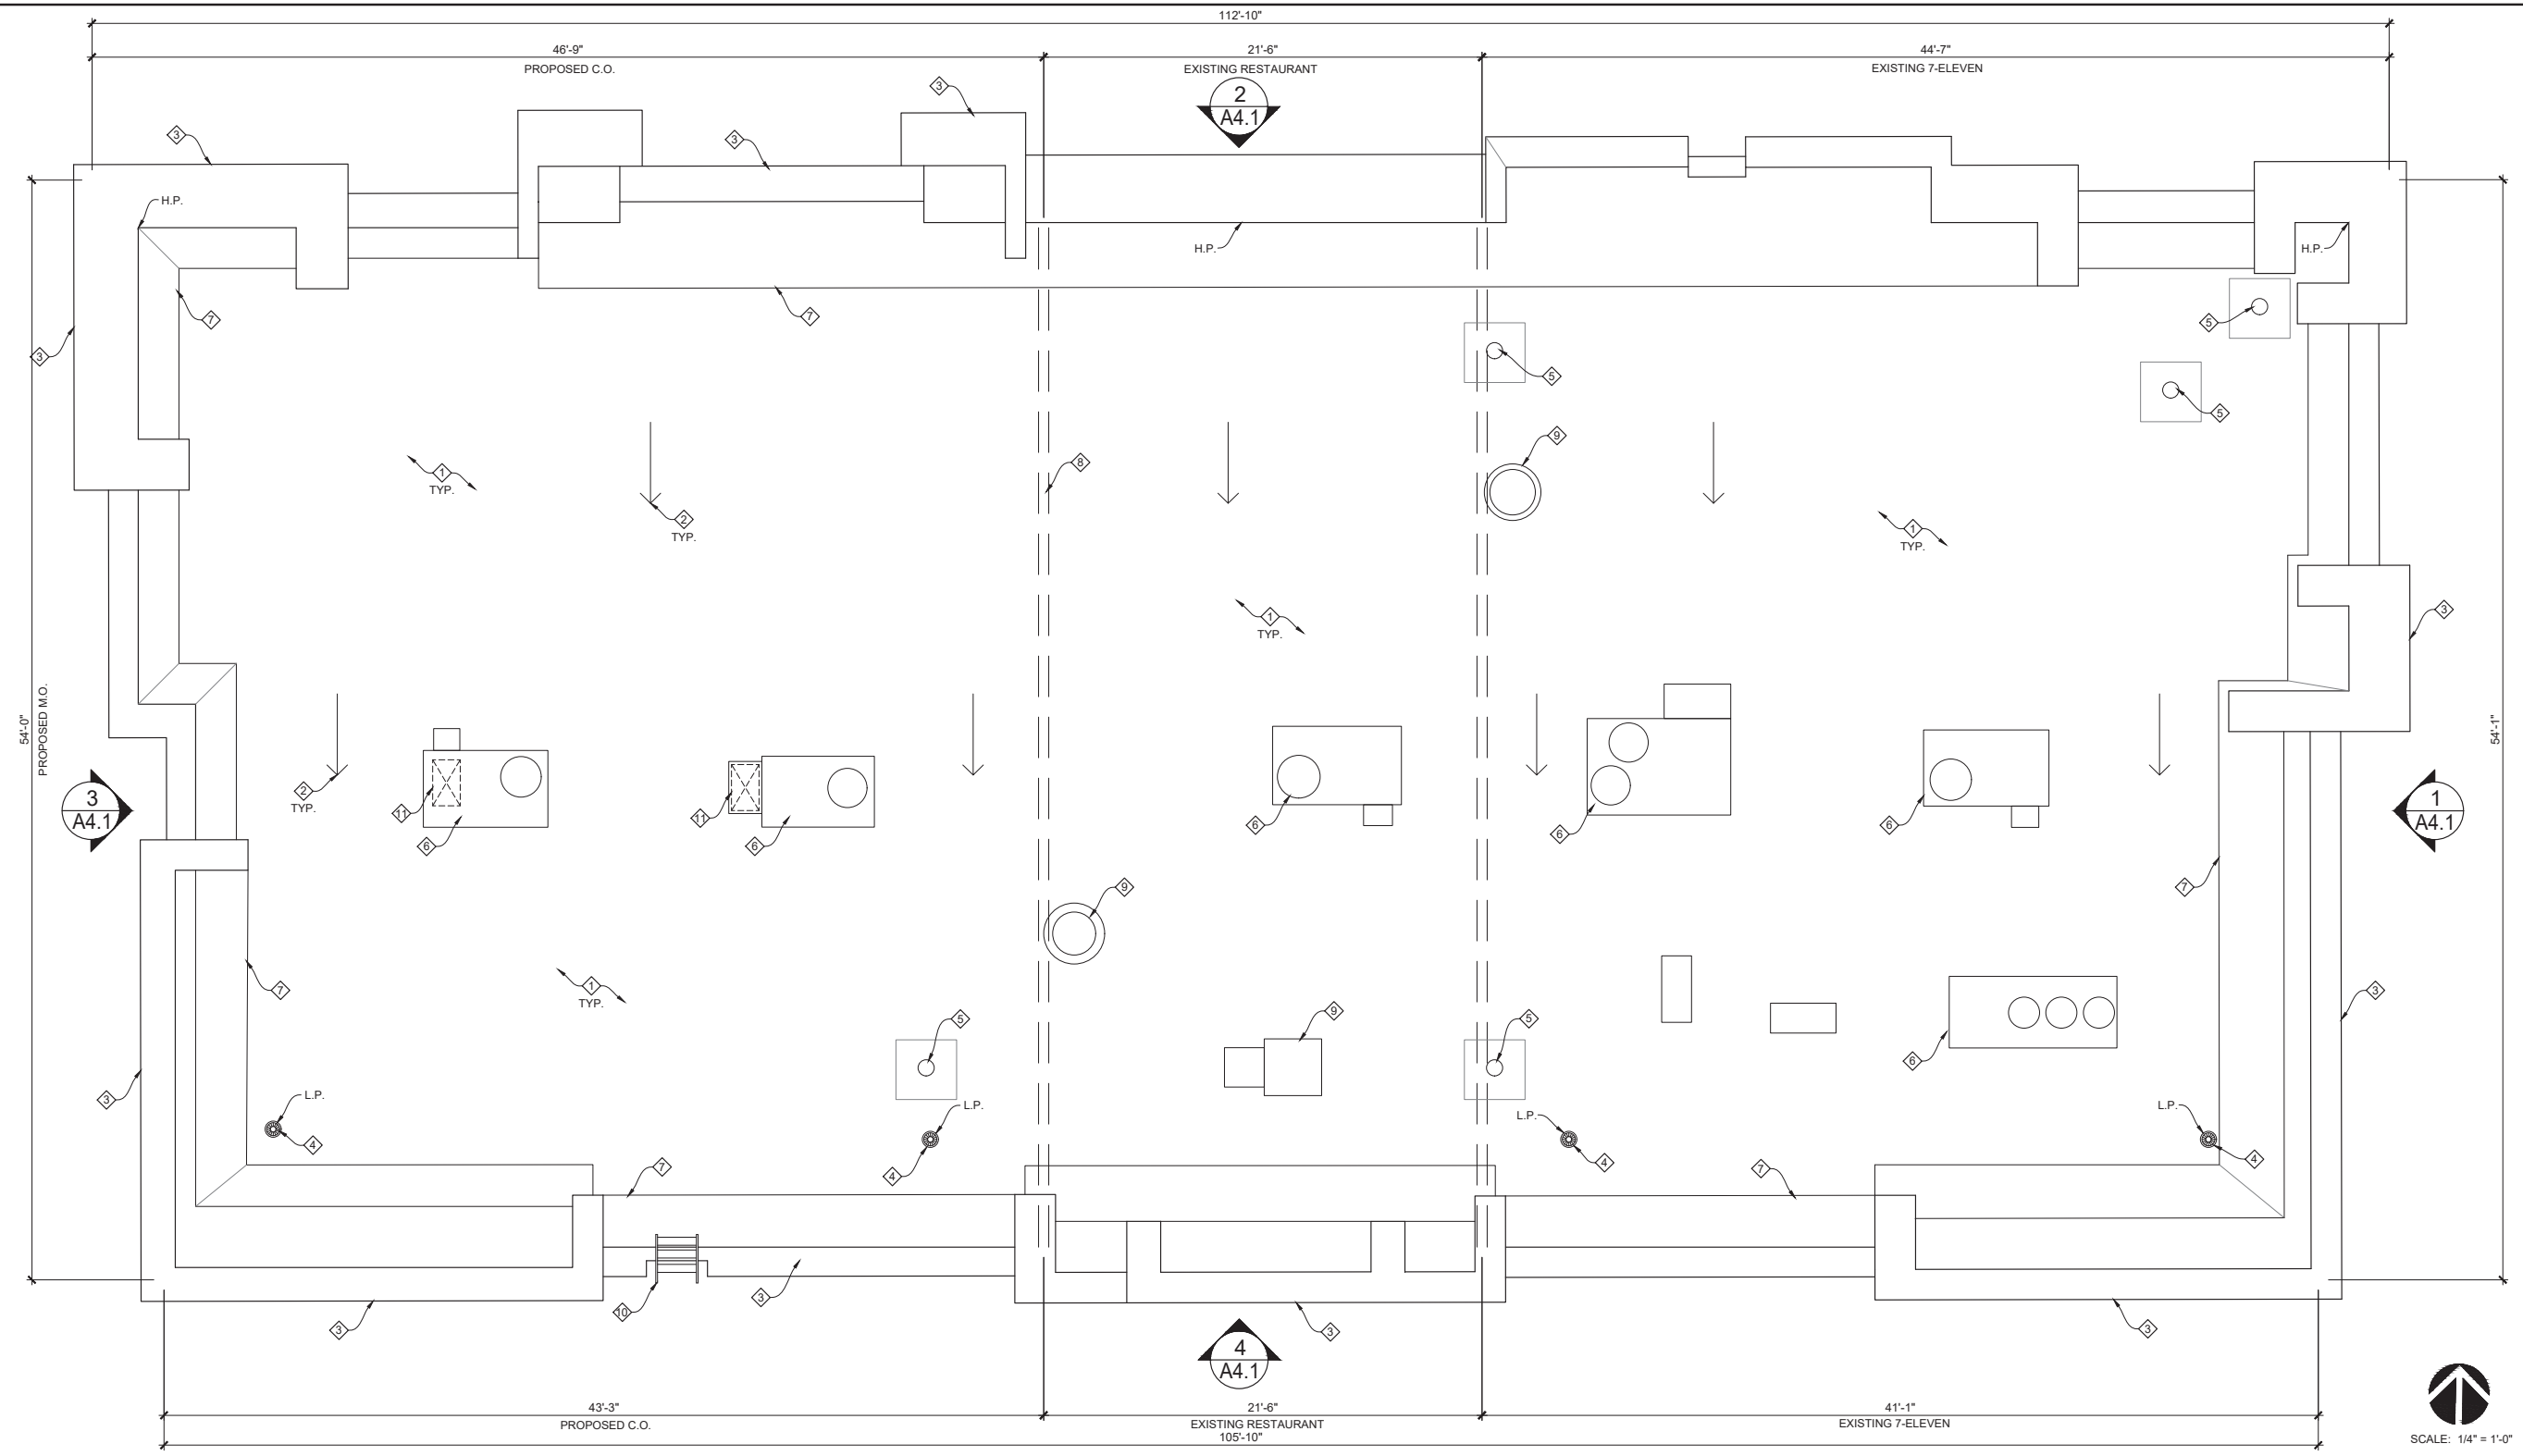 112'-10"
46'-9"
21'-6"
44'-7"
PROPOSED C.O.
EXISTING RESTAURANT
EXISTING 7-ELEVEN
3
2
A4.1
3
3
H.P.
H.P.
H.P.
7
7
5
3
5
5
9
8
1
TYP.
2
TYP.
1
TYP.
1
TYP.
3
54'-0"
PROPOSED M.O.
54'-1"
2
TYP.
3
A4.1
11
11
6
6
6
6
6
1
A4.1
7
9
7
1
TYP.
5
9
5
3
6
3
L.P.
L.P.
L.P.
L.P.
4
4
4
4
7
7
10
3
3
3
3
4
A4.1
43'-3"
21'-6"
41'-1"
PROPOSED C.O.
EXISTING RESTAURANT
EXISTING 7-ELEVEN
105'-10"
SCALE: 1/4" = 1'-0"